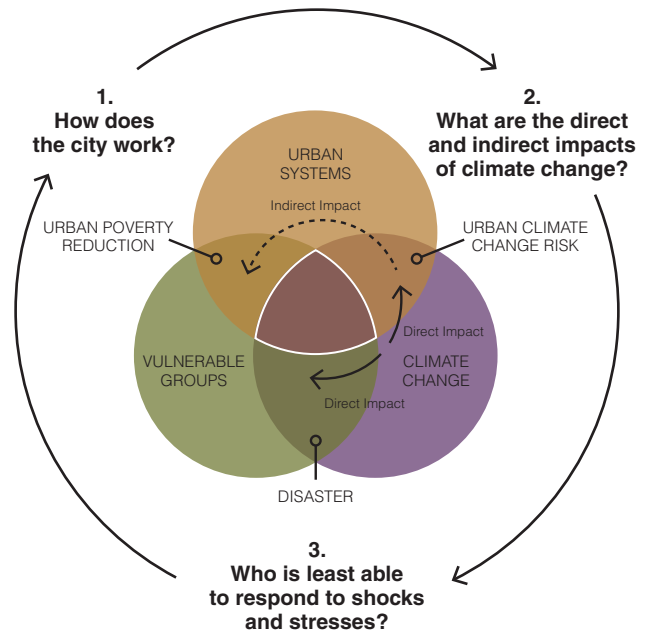 1.
How does
the city work?
2.
What are the direct
and indirect impacts
of climate change?
URBAN
SYSTEMS
Indirect Impact
URBAN POVERTY
REDUCTION
URBAN CLIMATE
CHANGE RISK
Direct Impact
VULNERABLE
GROUPS
CLIMATE
CHANGE
Direct Impact
DISASTER
3.
Who is least able
to respond to shocks
and stresses?